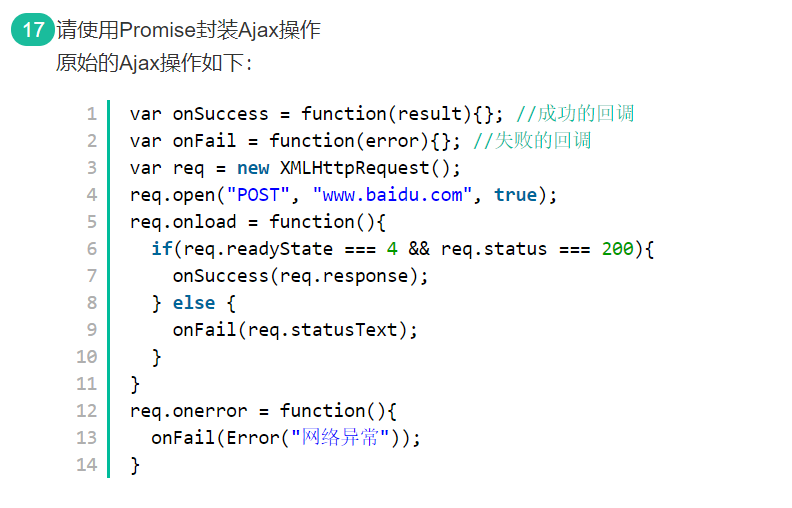 17 请使用Promise封装Ajax操作
原始的Ajax操作如下：
1 var onSuccess = function(result){}; //成功的回调
2 var onFail = function(error){}; //失败的回调
3 var req = new XMLHttpRequest();
4 req.open("POST", "www.baidu.com", true);
5 req.onload = function(){
6   if(req.readyState === 4 && req.status === 200){
7     onSuccess(req.response);
8   } else {
9     onFail(req.statusText);
10   }
11 }
12 req.onerror = function(){
13   onFail(Error("网络异常"));
14 }